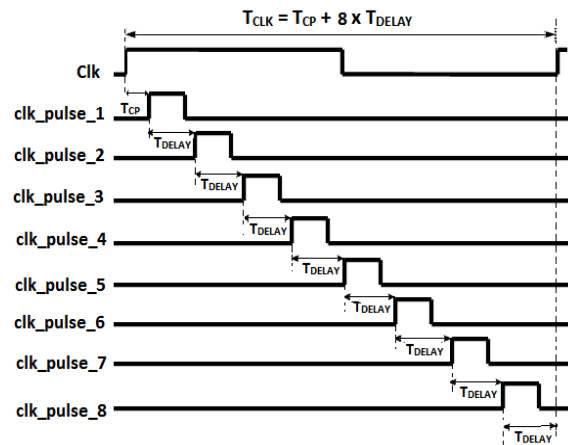 TCLK = TCP + 8 x TDELAY
Clk
TCP
clk_pulse_1
TDELAY
clk_pulse_2
TDELAY
clk_pulse_3
TDELAY
clk_pulse_4
TDELAY
clk_pulse_5
TDELAY
clk_pulse_6
TDELAY
clk_pulse_7
TDELAY
clk_pulse_8
TDELAY